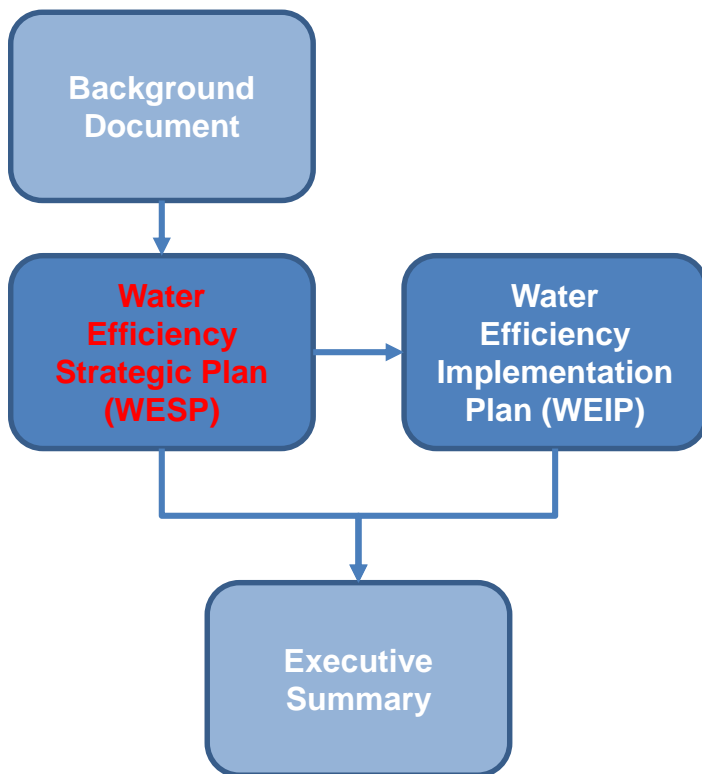 Background
Document
Water
Efficiency
Strategic Plan
(WESP)
Water
Efficiency
Implementation
Plan (WEIP)
Executive
Summary